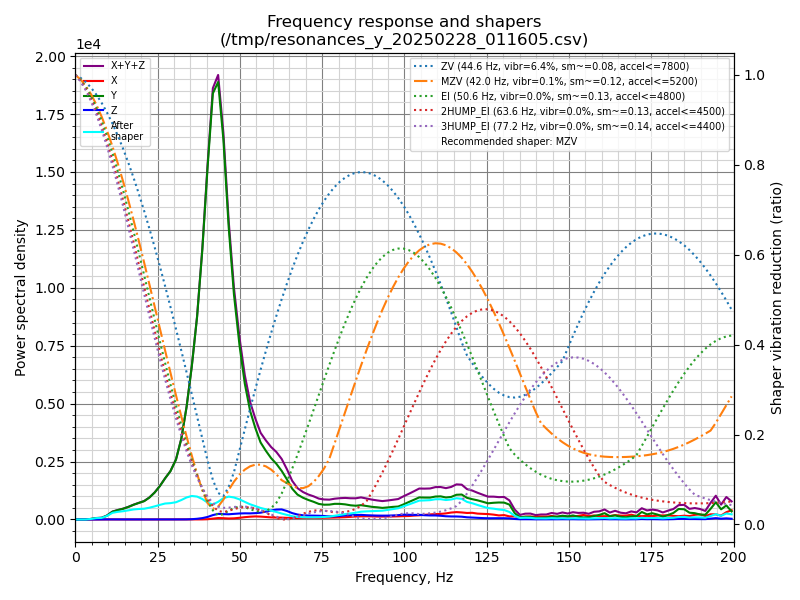 Frequency response and shapers
(/tmp/resonances_y_20250228_011605.csv)
1e4
X+Y+Z
X
Y
Z
After
shaper
ZV (44.6 Hz, vibr=6.4%, sm~=0.08, accel<=7800)
MZV (42.0 Hz, vibr=0.1%, sm~=0.12, accel<=5200)
EI (50.6 Hz, vibr=0.0%, sm~=0.13, accel<=4800)
2HUMP_EI (63.6 Hz, vibr=0.0%, sm~=0.13, accel<=4500)
3HUMP_EI (77.2 Hz, vibr=0.0%, sm~=0.14, accel<=4400)
Recommended shaper: MZV
Power spectral density
2.00
1.75
1.50
1.25
1.00
0.75
0.50
0.25
0.00
1.0
0.8
0.6
0.4
0.2
0.0
Shaper vibration reduction (ratio)
0 25 50 75 100 125 150 175 200
Frequency, Hz